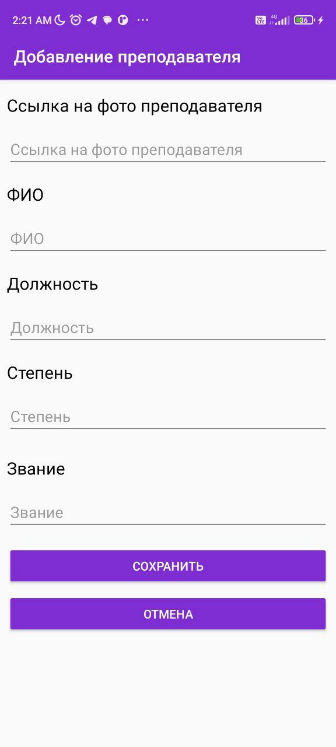 2:21 AM
Добавление преподавателя
Ссылка на фото преподавателя
Ссылка на фото преподавателя
ФИО
ФИО
Должность
Должность
Степень
Степень
Звание
Звание
СОХРАНИТЬ
ОТМЕНА